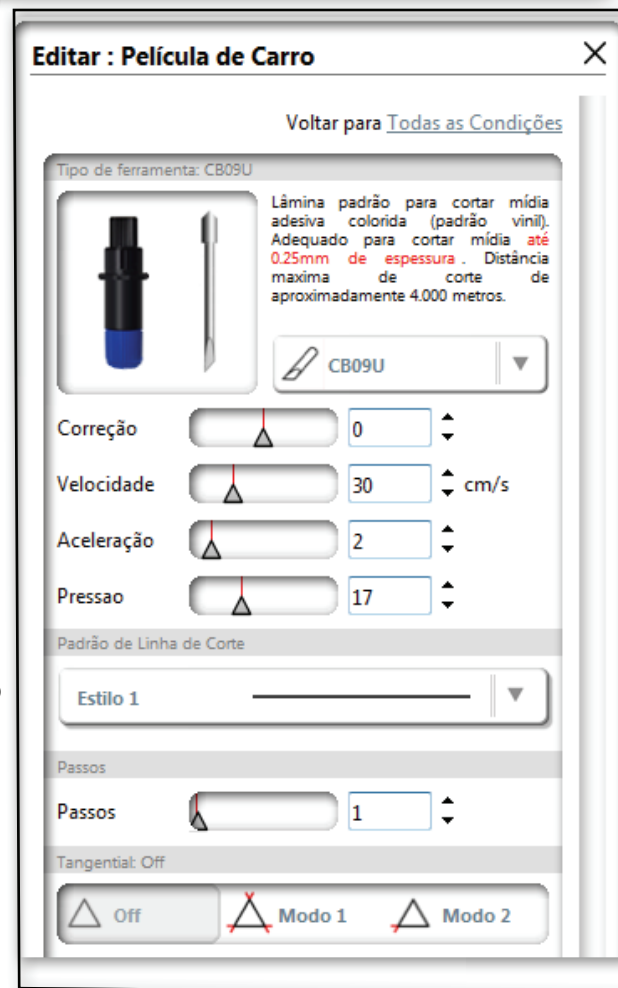 Editar : Película de Carro
Voltar para Todas as Condições
Tipo de ferramenta: CB09U
Lâmina padrão para cortar mídia
adesiva colorida (padrão vinil).
Adequado para cortar mídia até
0.25mm de espessura . Distância
maxima de corte de
aproximadamente 4.000 metros.
CB09U
Correção 0
Velocidade 30 cm/s
Aceleração 2
Pressao 17
Padrão de Linha de Corte
Estilo 1
Passos
Passos 1
Tangential: Off
Off Modo 1 Modo 2